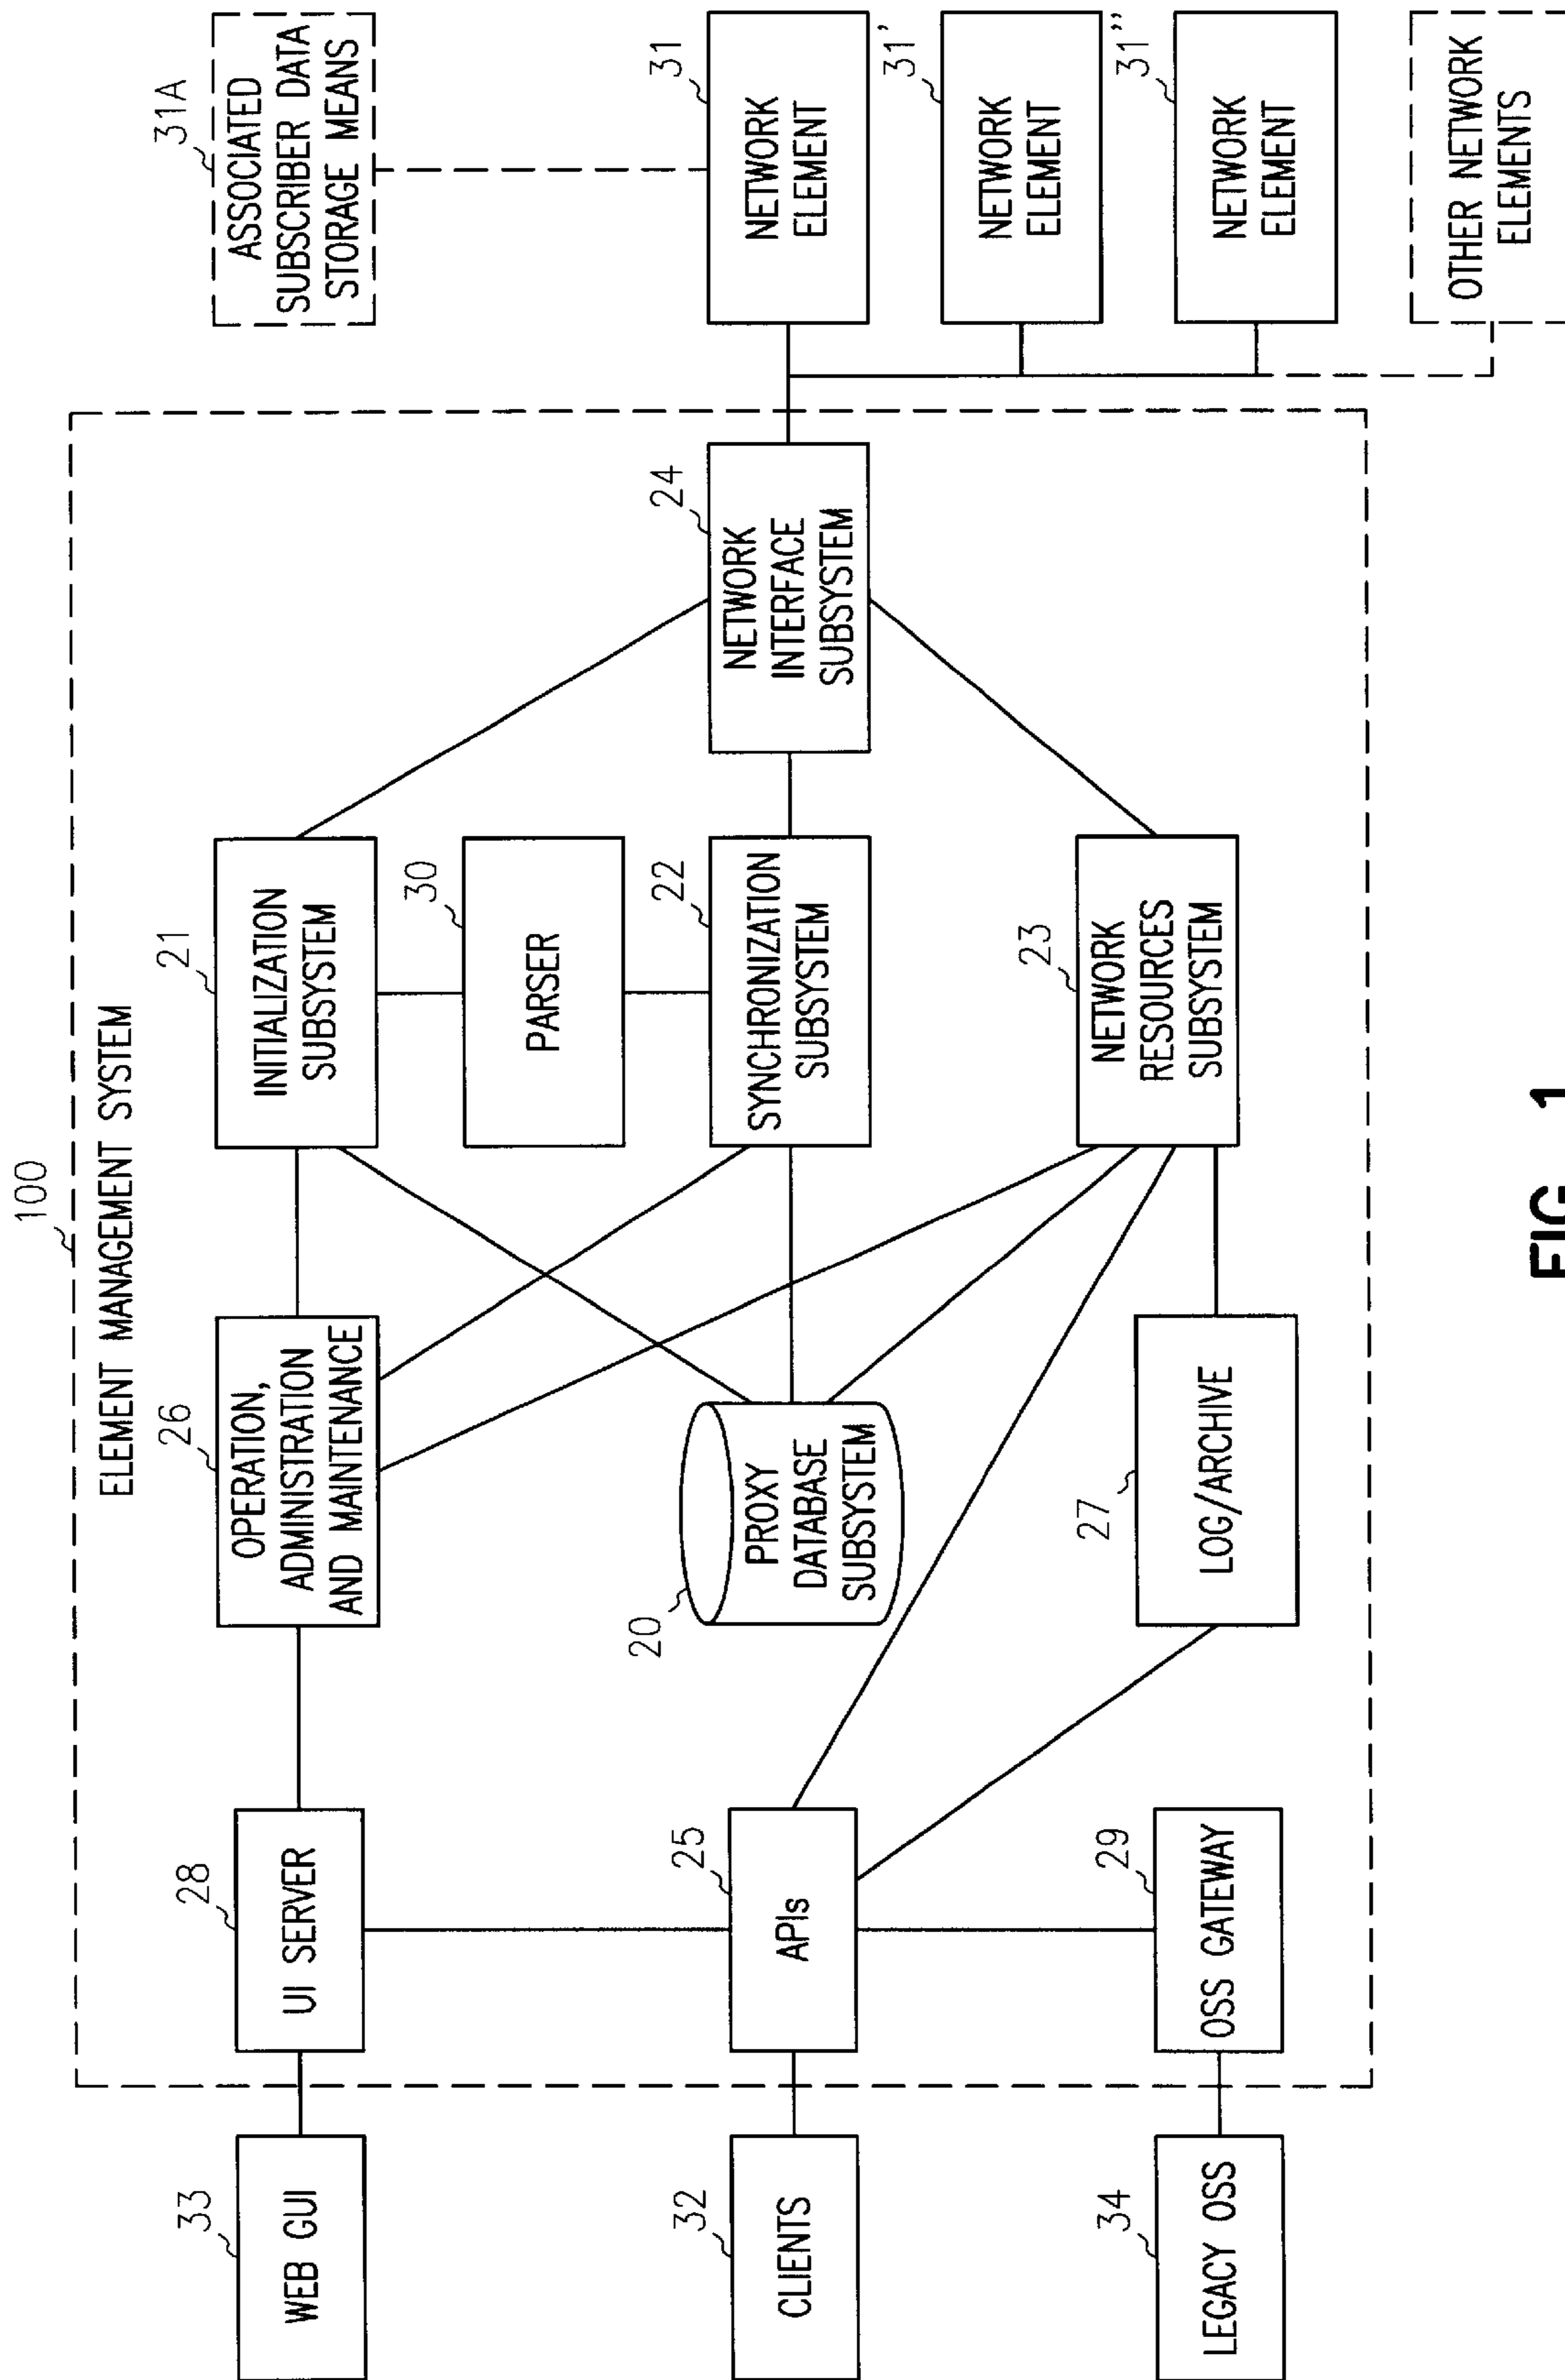 100
ELEMENT MANAGEMENT SYSTEM
33
WEB GUI
28
UI SERVER
26
OPERATION,
ADMINISTRATION
AND MAINTENANCE
21
INITIALIZATION
SUBSYSTEM
31A
ASSOCIATED
SUBSCRIBER DATA
STORAGE MEANS
30
PARSER
32
CLIENTS
25
APIs
20
PROXY
DATABASE
SUBSYSTEM
22
SYNCHRONIZATION
SUBSYSTEM
24
NETWORK
INTERFACE
SUBSYSTEM
31
NETWORK
ELEMENT
31'
NETWORK
ELEMENT
31"
NETWORK
ELEMENT
34
LEGACY OSS
29
OSS GATEWAY
27
LOG/ARCHIVE
23
NETWORK
RESOURCES
SUBSYSTEM
OTHER NETWORK
ELEMENTS
FIG. 1